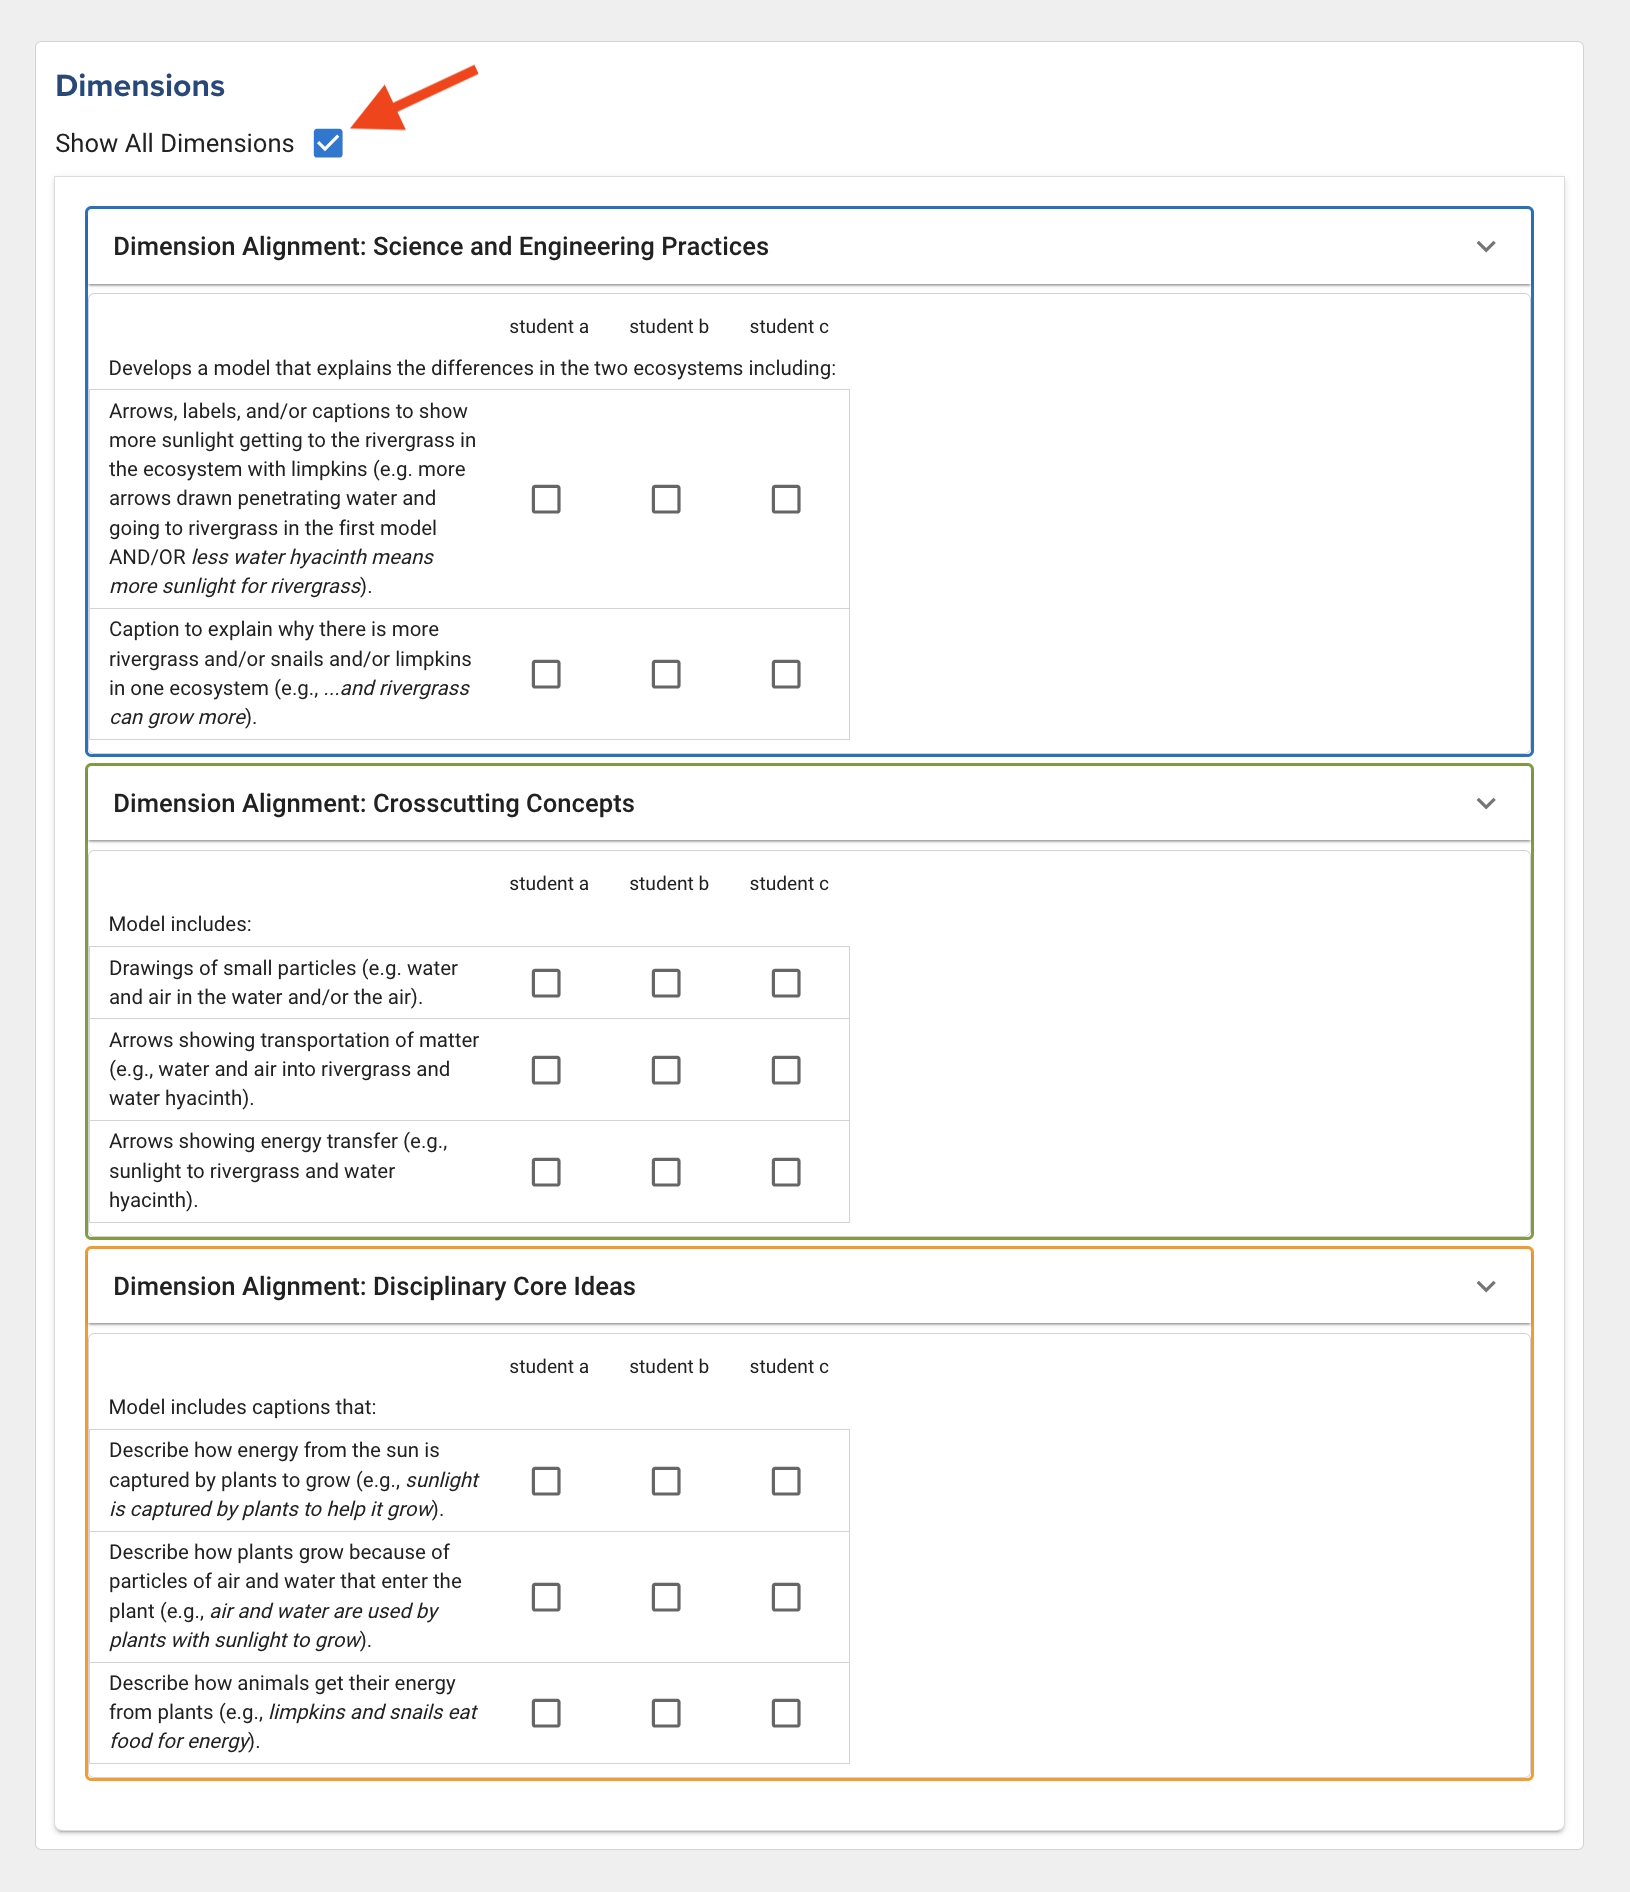 Dimensions
Show All Dimensions
Dimension Alignment: Science and Engineering Practices
student a student b student c
Develops a model that explains the differences in the two ecosystems including:
Arrows, labels, and/or captions to show
more sunlight getting to the rivergrass in
the ecosystem with limpkins (e.g. more
arrows drawn penetrating water and
going to rivergrass in the first model
AND/OR less water hyacinth means
more sunlight for rivergrass).
Caption to explain why there is more
rivergrass and/or snails and/or limpkins
in one ecosystem (e.g., ...and rivergrass
can grow more).
Dimension Alignment: Crosscutting Concepts
student a student b student c
Model includes:
Drawings of small particles (e.g. water
and air in the water and/or the air).
Arrows showing transportation of matter
(e.g., water and air into rivergrass and
water hyacinth).
Arrows showing energy transfer (e.g.,
sunlight to rivergrass and water
hyacinth).
Dimension Alignment: Disciplinary Core Ideas
student a student b student c
Model includes captions that:
Describe how energy from the sun is
captured by plants to grow (e.g., sunlight
is captured by plants to help it grow).
Describe how plants grow because of
particles of air and water that enter the
plant (e.g., air and water are used by
plants with sunlight to grow).
Describe how animals get their energy
from plants (e.g., limpkins and snails eat
food for energy).